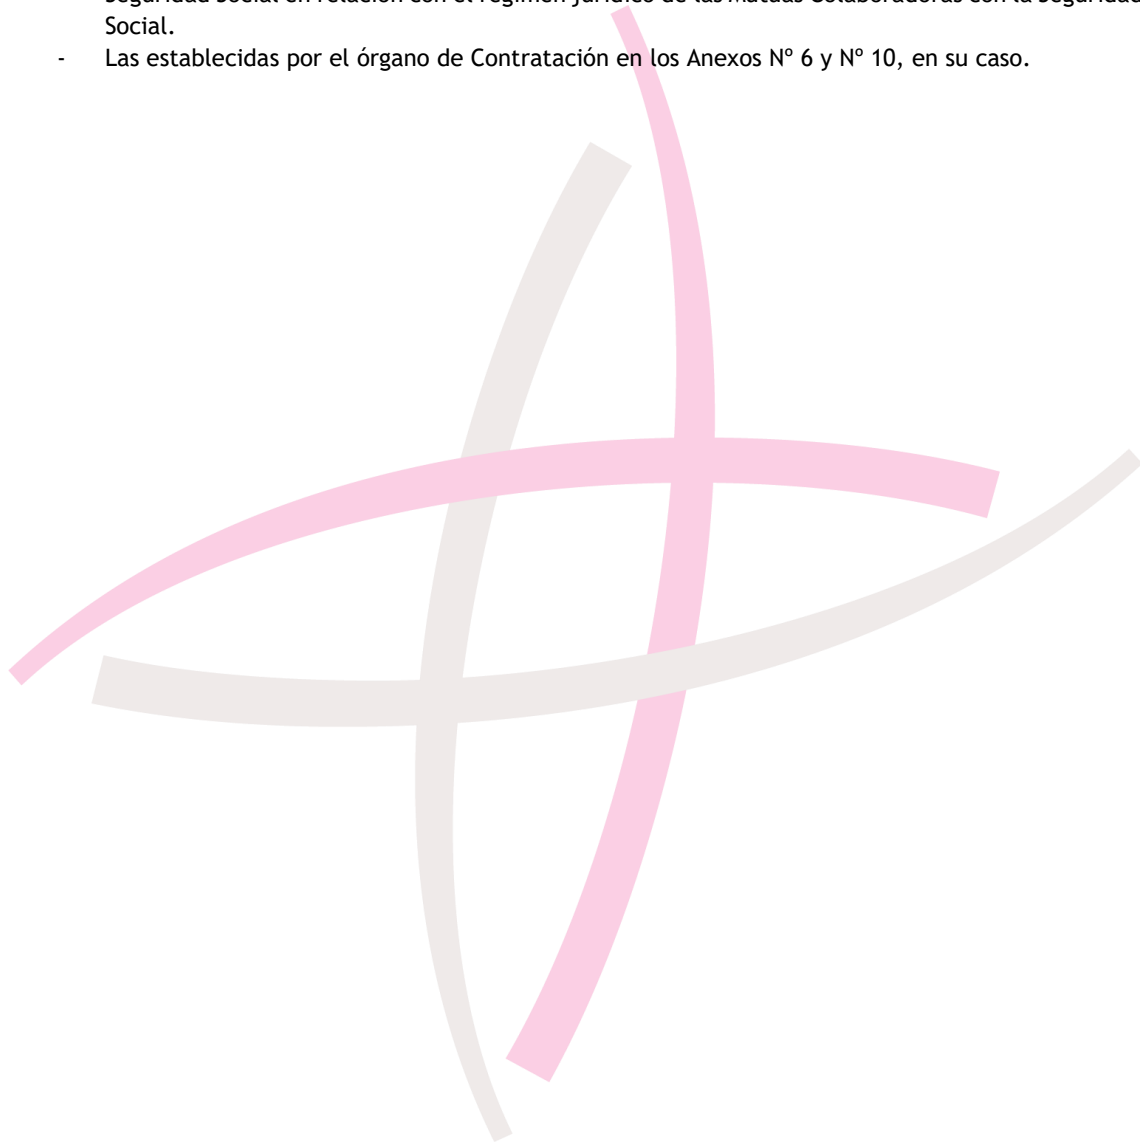 Seguridad Social en relación con el régimen jurídico de las Mutuas Colaboradoras con la Seguridad
Social.
- Las establecidas por el órgano de Contratación en los Anexos Nº 6 y Nº 10, en su caso.